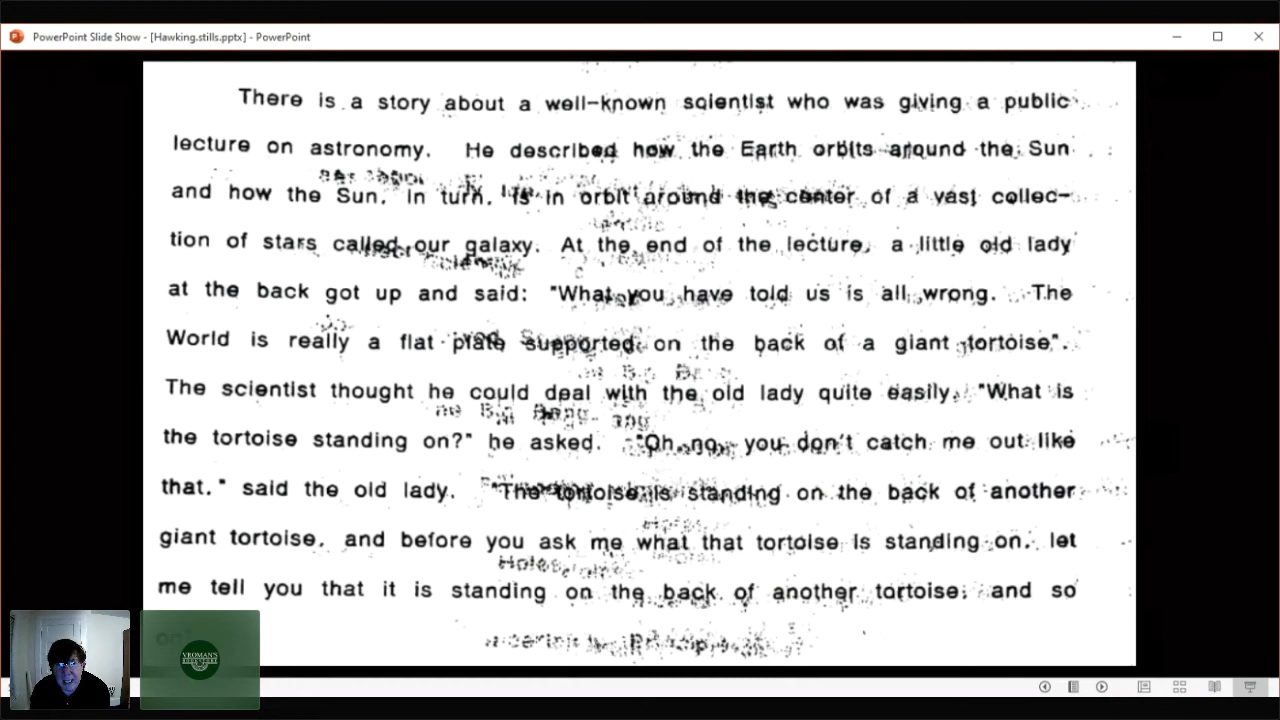 PowerPoint Slide Show - [Hawking.stills.pptx] - PowerPoint
There is a story about a well-known scientist who was giving a public
lecture on astronomy. He described how the Earth orbits around the Sun
and how the Sun, in turn, is in orbit around the center of a vast collec-
tion of stars called our galaxy. At the end of the lecture, a little old lady
at the back got up and said: "What you have told us is all wrong. The
World is really a flat plate supported on the back of a giant tortoise".
The scientist thought he could deal with the old lady quite easily. "What is
the tortoise standing on?" he asked. "Oh no, you don't catch me out like
that." said the old lady. "The tortoise is standing on the back of another
giant tortoise, and before you ask me what that tortoise is standing on, let
me tell you that it is standing on the back of another tortoise, and so
on"
VROMAN'S
BOOKSTORE